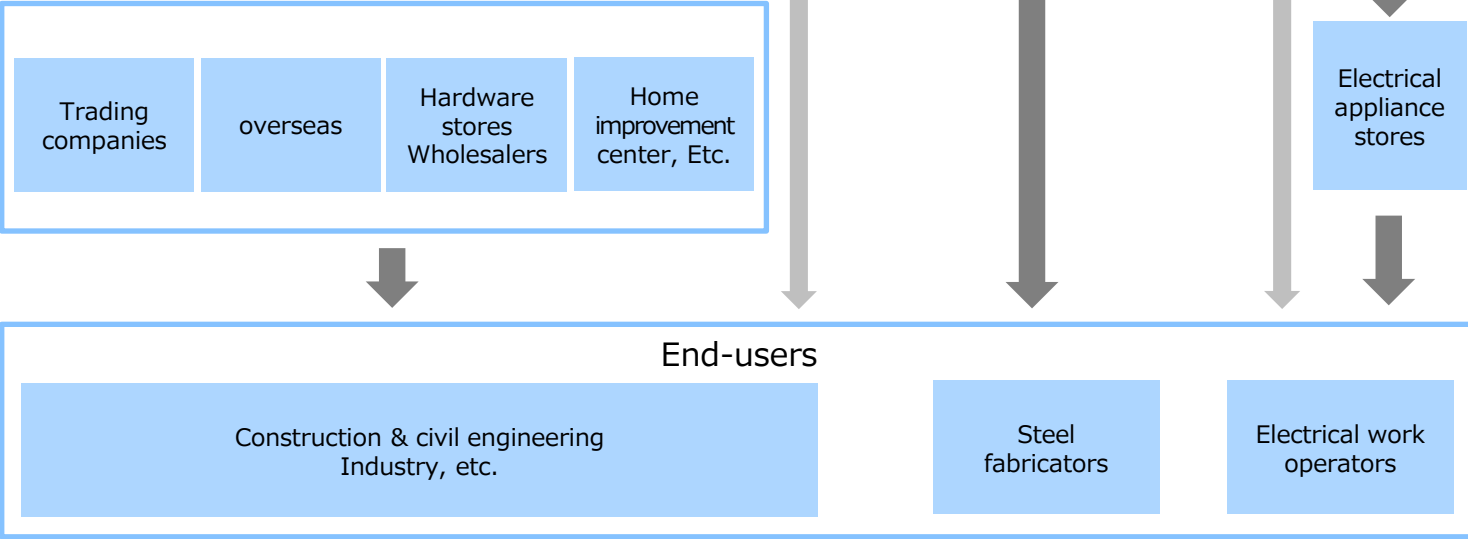 Trading
companies
overseas
Hardware
stores
Wholesalers
Home
improvement
center, Etc.
Electrical
appliance
stores
End-users
Construction & civil engineering
Industry, etc.
Steel
fabricators
Electrical work
operators